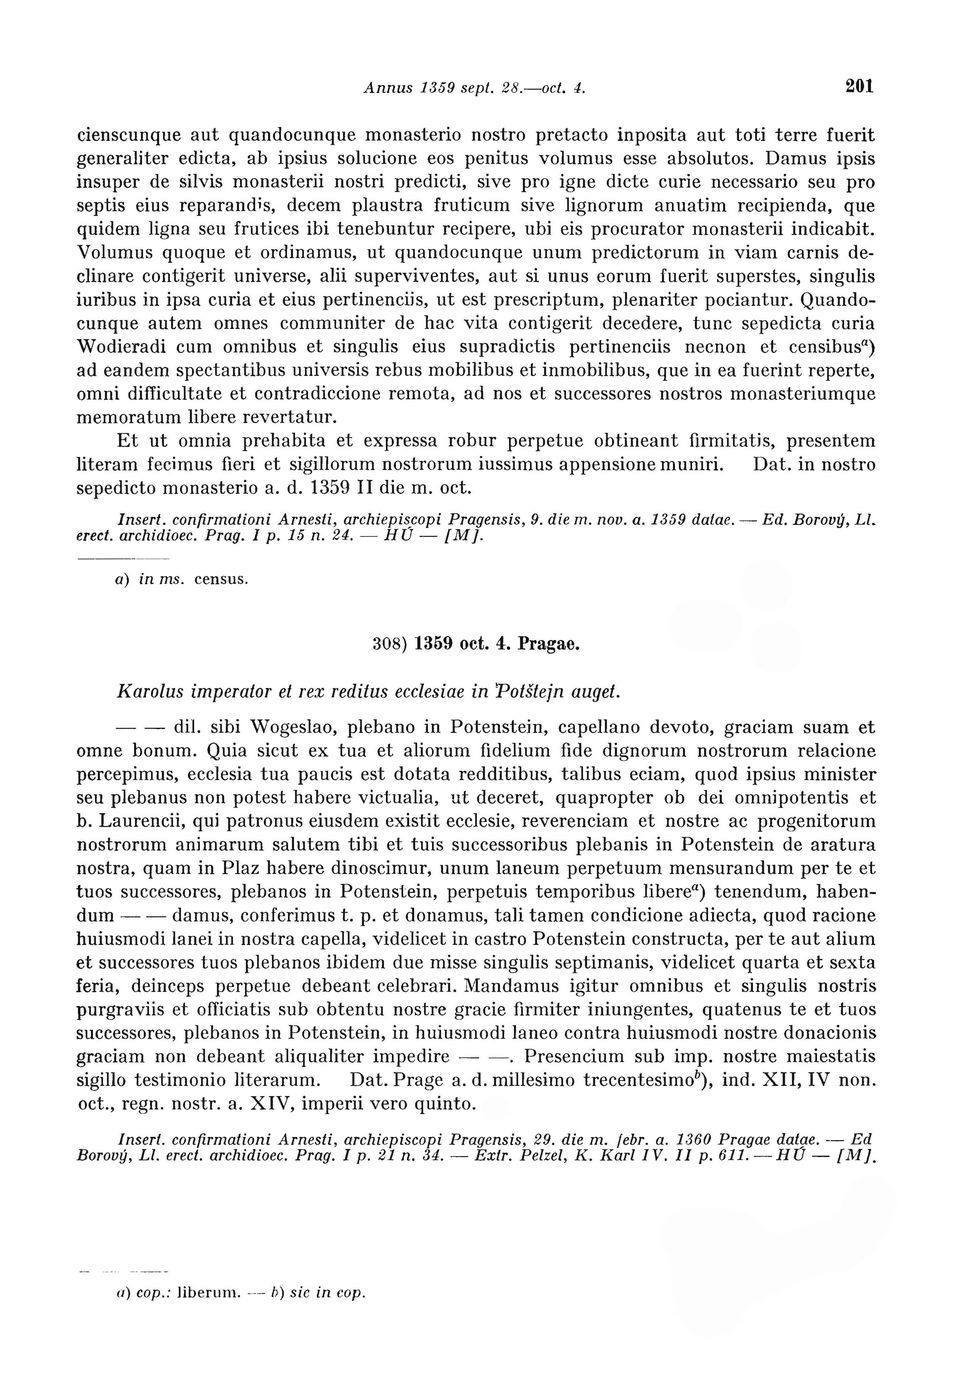 Annus 1359 sept. 28.—oct. 4. 201
cienscunque aut quandocunque monasterio nostro pretacto inposita aut toti terre fuerit
generaliter edicta, ab ipsius solucione eos penitus volumus esse absolutos. Damus ipsis
insuper de silvis monasterii nostri predicti, sive pro igne dicte curie necessario seu pro
septis eius reparandis, decem plaustra fruticum sive lignorum anuatim recipienda, que
quidem ligna seu frutices ibi tenebuntur recipere, ubi eis procurator monasterii indicabit.
Volumus quoque et ordinamus, ut quandocunque unum predictorum in viam carnis de-
clinare contigerit universe, alii superviventes, aut si unus eorum fuerit superstes, singulis
iuribus in ipsa curia et eius pertinenciis, ut est prescriptum, plenariter pociantur. Quando-
cunque autem omnes communiter de hac vita contigerit decedere, tunc sepedicta curia
Wodieradi cum omnibus et singulis eius supradictis pertinenciis necnon et censibus a)
ad eandem spectantibus universis rebus mobilibus et inmobilibus, que in ea fuerint reperte,
omni difficultate et contradiccione remota, ad nos et successores nostros monasteriumque
memoratum libere revertatur.
Et ut omnia prehabita et expressa robur perpetue obtineant firmitatis, presentem
literam fecimus fieri et sigillorum nostrorum iussimus appensione muniri. Dat. in nostro
sepedicto monasterio a. d. 1359 II die m. oct.
Insert. confirmationi Arnesti, archiepiscopi Pragensis, 9. die m. nov. a. 1359 datae. — Ed. Borový, Ll.
erect. archidioec. Prag. I p. 15 n. 24. — HÚ — [M].
a) in ms. census.
308) 1359 oct. 4. Pragae.
Karolus imperator et rex reditus ecclesiae in Potštejn auget.
— — dil. sibi Wogeslao, plebano in Potenstein, capellano devoto, graciam suam et
omne bonum. Quia sicut ex tua et aliorum fidelium fide dignorum nostrorum relacione
percepimus, ecclesia tua paucis est dotata redditibus, talibus eciam, quod ipsius minister
seu plebanus non potest habere victualia, ut deceret, quapropter ob dei omnipotentis et
b. Laurencii, qui patronus eiusdem existit ecclesie, reverenciam et nostre ac progenitorum
nostrorum animarum salutem tibi et tuis successoribus plebanis in Potenstein de aratura
nostra, quam in Plaz habere dinoscimur, unum laneum perpetuum mensurandum per te et
tuos successores, plebanos in Potenstein, perpetuis temporibus libere a) tenendum, haben-
dum — — damus, conferimus t. p. et donamus, tali tamen condicione adiecta, quod racione
huiusmodi lanei in nostra capella, videlicet in castro Potenstein constructa, per te aut alium
et successores tuos plebanos ibidem due misse singulis septimanis, videlicet quarta et sexta
feria, deinceps perpetue debeant celebrari. Mandamus igitur omnibus et singulis nostris
purgraviis et officiatis sub obtentu nostre gracie firmiter iniungentes, quatenus te et tuos
successores, plebanos in Potenstein, in huiusmodi laneo contra huiusmodi nostre donacionis
graciam non debeant aliqualiter impedire — —. Presencium sub imp. nostre maiestatis
sigillo testimonio literarum. Dat. Prage a. d. millesimo trecentesimo b), ind. XII, IV non.
oct., regn. nostr. a. XIV, imperii vero quinto.
Insert. confirmationi Arnesti, archiepiscopi Pragensis, 29. die m. febr. a. 1360 Pragae datae. — Ed
Borový, Ll. erect. archidioec. Prag. I p. 21 n. 34. — Extr. Pelzel, K. Karl IV. II p. 611. — HÚ — [M].
a) cop.: liberum. — b) sic in cop.